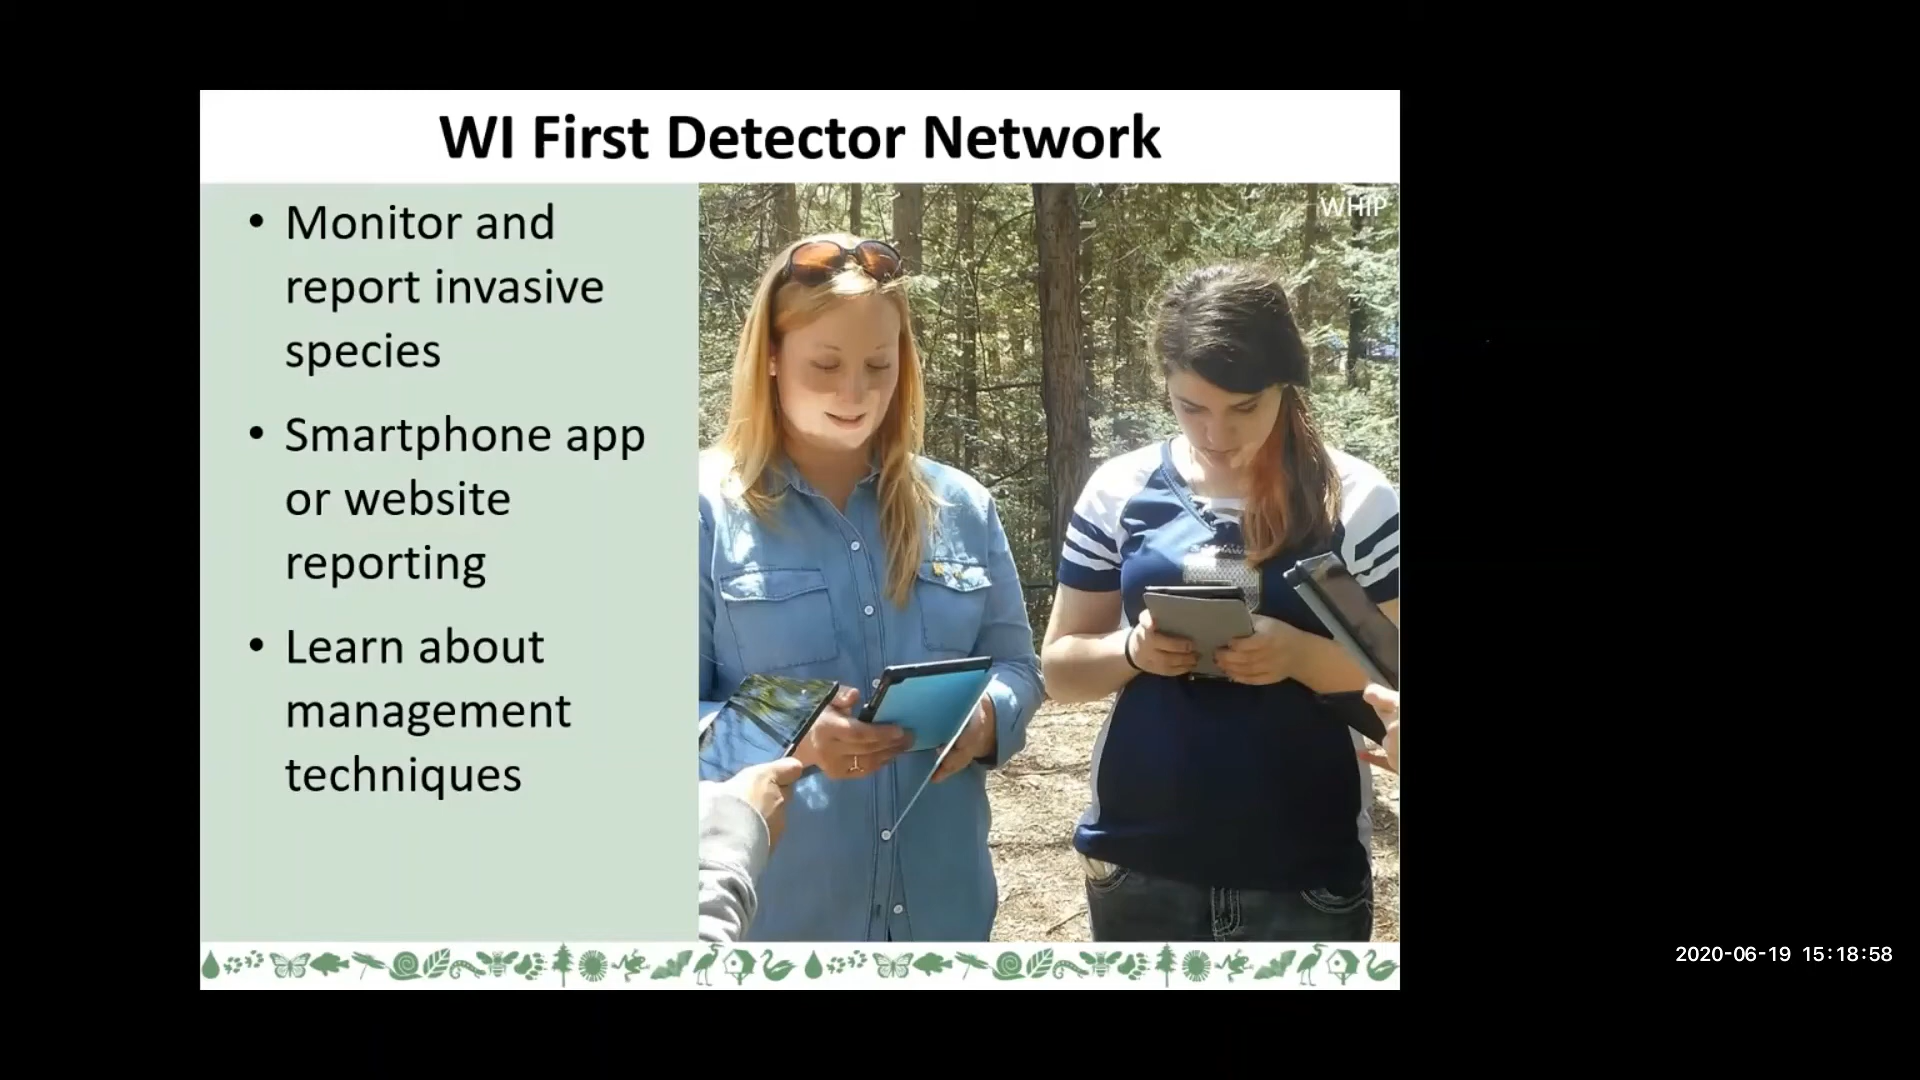 WI First Detector Network
• Monitor and
report invasive
species
• Smartphone app
or website
reporting
• Learn about
management
techniques
WHIP
2020-06-19 15:18:58